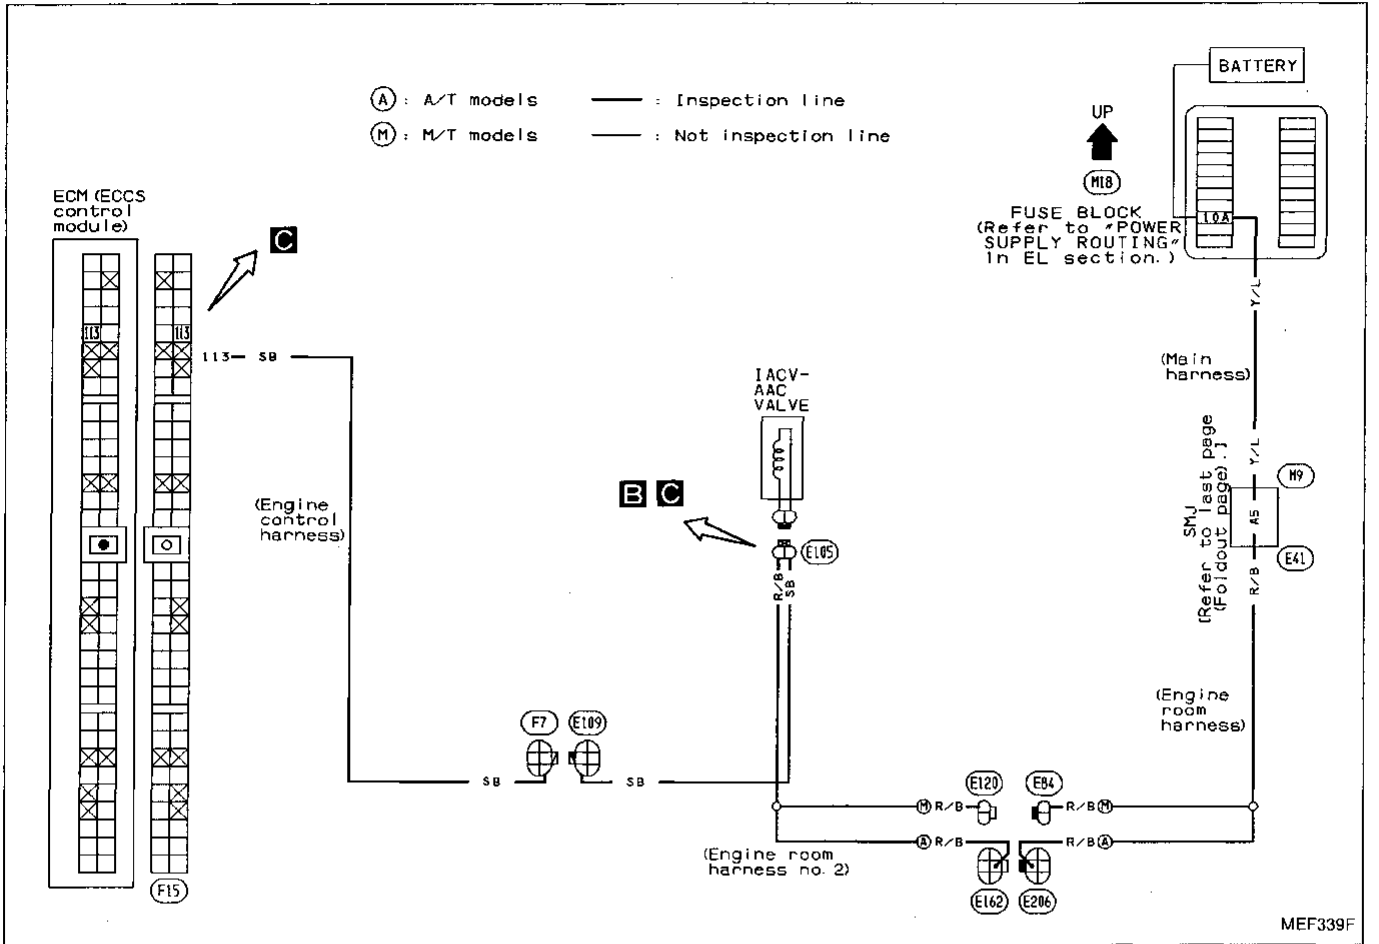 BATTERY
Ⓐ : A/T models
: Inspection line
Ⓜ : M/T models
: Not inspection line
UP
M18
FUSE BLOCK
(Refer to "POWER
SUPPLY ROUTING"
in EL section.)
10A
ECM (ECCS
control
module)
C
113
113
113
SB
Y/L
(Main
harness)
IACV-
AAC
VALVE
Y/L
SMJ
[Refer to last page
(Foldout page).]
M9
A5
E41
R/B
B C
(Engine
control
harness)
E105
R/B
SB
(Engine
room
harness)
F7
E109
SB
SB
E120
E84
M R/B
R/B M
A R/B
R/B A
(Engine room
harness no. 2)
E162
E206
F15
MEF339F